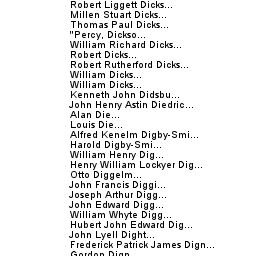 Robert Liggett Dicks...
Millen Stuart Dicks...
Thomas Paul Dicks...
"Percy, Dickso...
William Richard Dicks...
Robert Dicks...
Robert Rutherford Dicks...
William Dicks...
William Dicks...
Kenneth John Didsbu...
John Henry Astin Diedric...
Alan Die...
Louis Die...
Alfred Kenelm Digby-Smi...
Harold Digby-Smi...
William Henry Dig...
Henry William Lockyer Dig...
Otto Diggelm...
John Francis Diggi...
Joseph Arthur Digg...
John Edward Digg...
William Whyte Digg...
Hubert John Edward Dig...
John Lyell Dight...
Frederick Patrick James Dign...
Gordon Dign